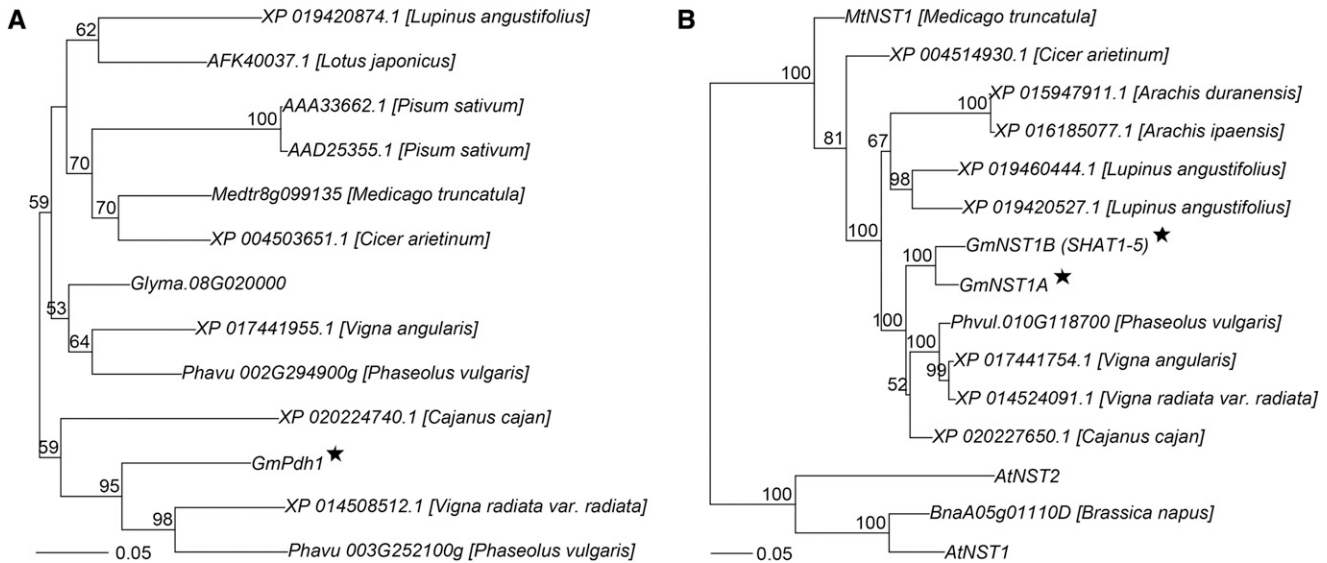 A
XP 019420874.1 [Lupinus angustifolius]
62
AFK40037.1 [Lotus japonicus]
AAA33662.1 [Pisum sativum]
100
AAD25355.1 [Pisum sativum]
70
Medtr8g099135 [Medicago truncatula]
70
XP 004503651.1 [Cicer arietinum]
59
Glyma.08G020000
53
XP 017441955.1 [Vigna angularis]
64
Phavu 002G294900g [Phaseolus vulgaris]
XP 020224740.1 [Cajanus cajan]
59
GmPdh1 ★
95
XP 014508512.1 [Vigna radiata var. radiata]
98
Phavu 003G252100g [Phaseolus vulgaris]
0.05
B
MtNST1 [Medicago truncatula]
XP 004514930.1 [Cicer arietinum]
100
XP 015947911.1 [Arachis duranensis]
100
XP 016185077.1 [Arachis ipaensis]
81
67
XP 019460444.1 [Lupinus angustifolius]
98
XP 019420527.1 [Lupinus angustifolius]
100
GmNST1B (SHAT1-5) ★
100
GmNST1A ★
100
Phvul.010G118700 [Phaseolus vulgaris]
100
XP 017441754.1 [Vigna angularis]
99
XP 014524091.1 [Vigna radiata var. radiata]
52
XP 020227650.1 [Cajanus cajan]
AtNST2
100
BnaA05g01110D [Brassica napus]
100
AtNST1
0.05